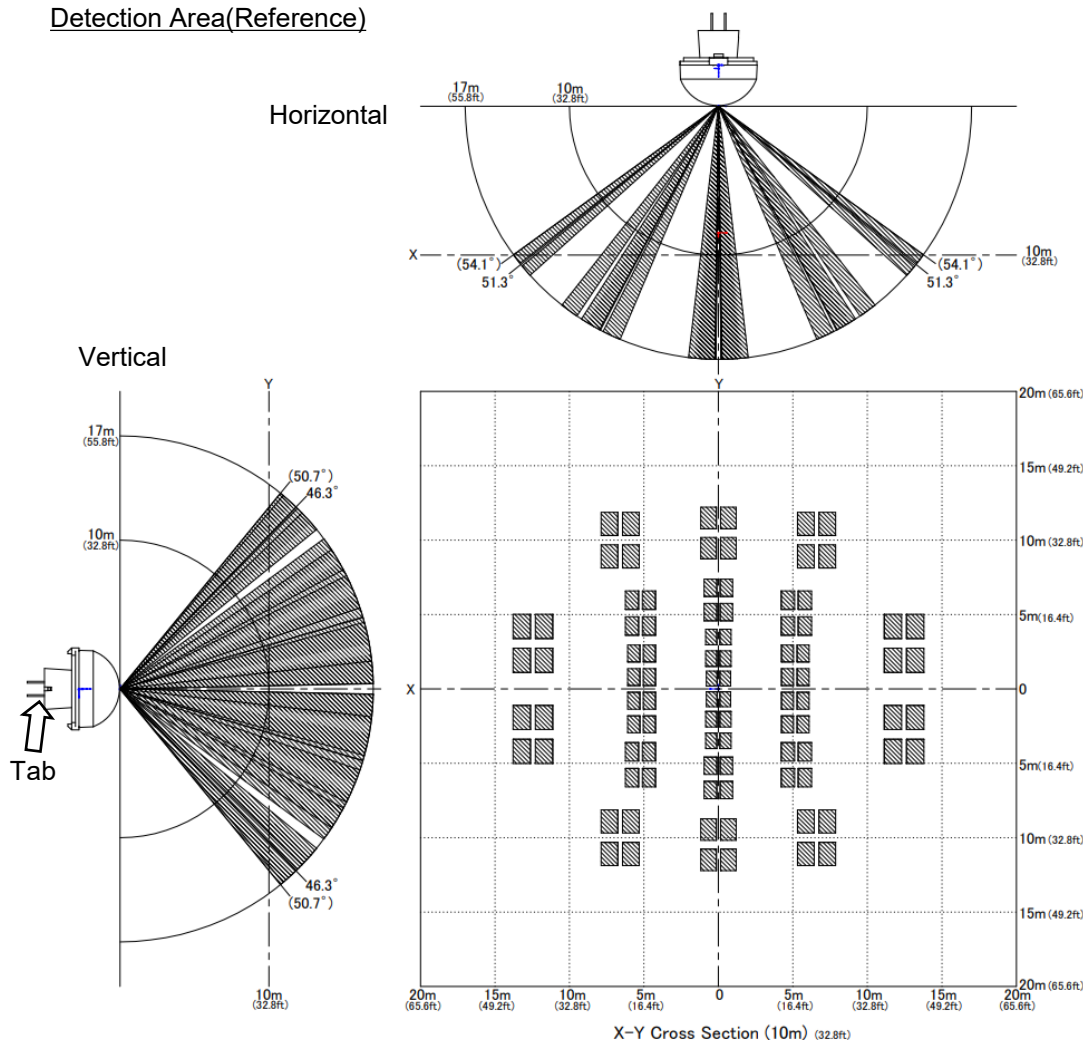 Detection Area(Reference)
Horizontal
17m
(55.8ft)
10m
(32.8ft)
X
10m
(32.8ft)
(54.1°)
51.3°
(54.1°)
51.3°
Vertical
Y
17m
(55.8ft)
10m
(32.8ft)
(50.7°)
46.3°
Tab
46.3°
(50.7°)
10m
(32.8ft)
Y
20m (65.6ft)
15m (49.2ft)
10m (32.8ft)
5m (16.4ft)
X
0
5m (16.4ft)
10m (32.8ft)
15m (49.2ft)
20m (65.6ft)
20m 15m 10m 5m 0 5m 10m 15m 20m
(65.6ft) (49.2ft) (32.8ft) (16.4ft) (16.4ft) (32.8ft) (49.2ft) (65.6ft)
X-Y Cross Section (10m) (32.8ft)